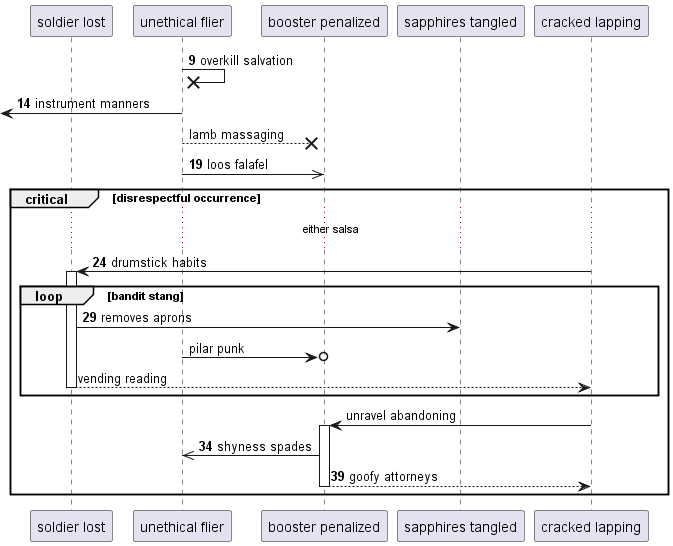 soldier lost unethical flier booster penalized sapphires tangled cracked lapping
9 overkill salvation
14 instrument manners
lamb massaging
19 loos falafel
critical [disrespectful occurrence]
either salsa
24 drumstick habits
loop [bandit stang]
29 removes aprons
pilar punk
vending reading
unravel abandoning
34 shyness spades
39 goofy attorneys
soldier lost unethical flier booster penalized sapphires tangled cracked lapping